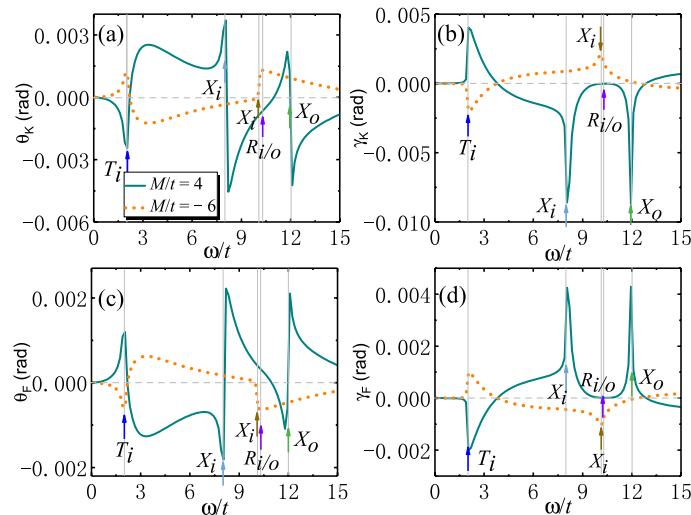 (a)
0.003
0.000
-0.003
-0.006
θK (rad)
Ti
Xi
Xi
Ri/o
Xo
M/t = 4
M/t = - 6
0 3 6 9 12 15
ω/t
(b)
0.005
0.000
-0.005
-0.010
γK (rad)
Ti
Xi
Xi
Ri/o
Xo
0 3 6 9 12 15
ω/t
(c)
0.002
0.000
-0.002
θF (rad)
Ti
Xi
Xi
Ri/o
Xo
0 3 6 9 12 15
ω/t
(d)
0.004
0.002
0.000
-0.002
γF (rad)
Ti
Xi
Ri/o
Xi
Xo
0 3 6 9 12 15
ω/t